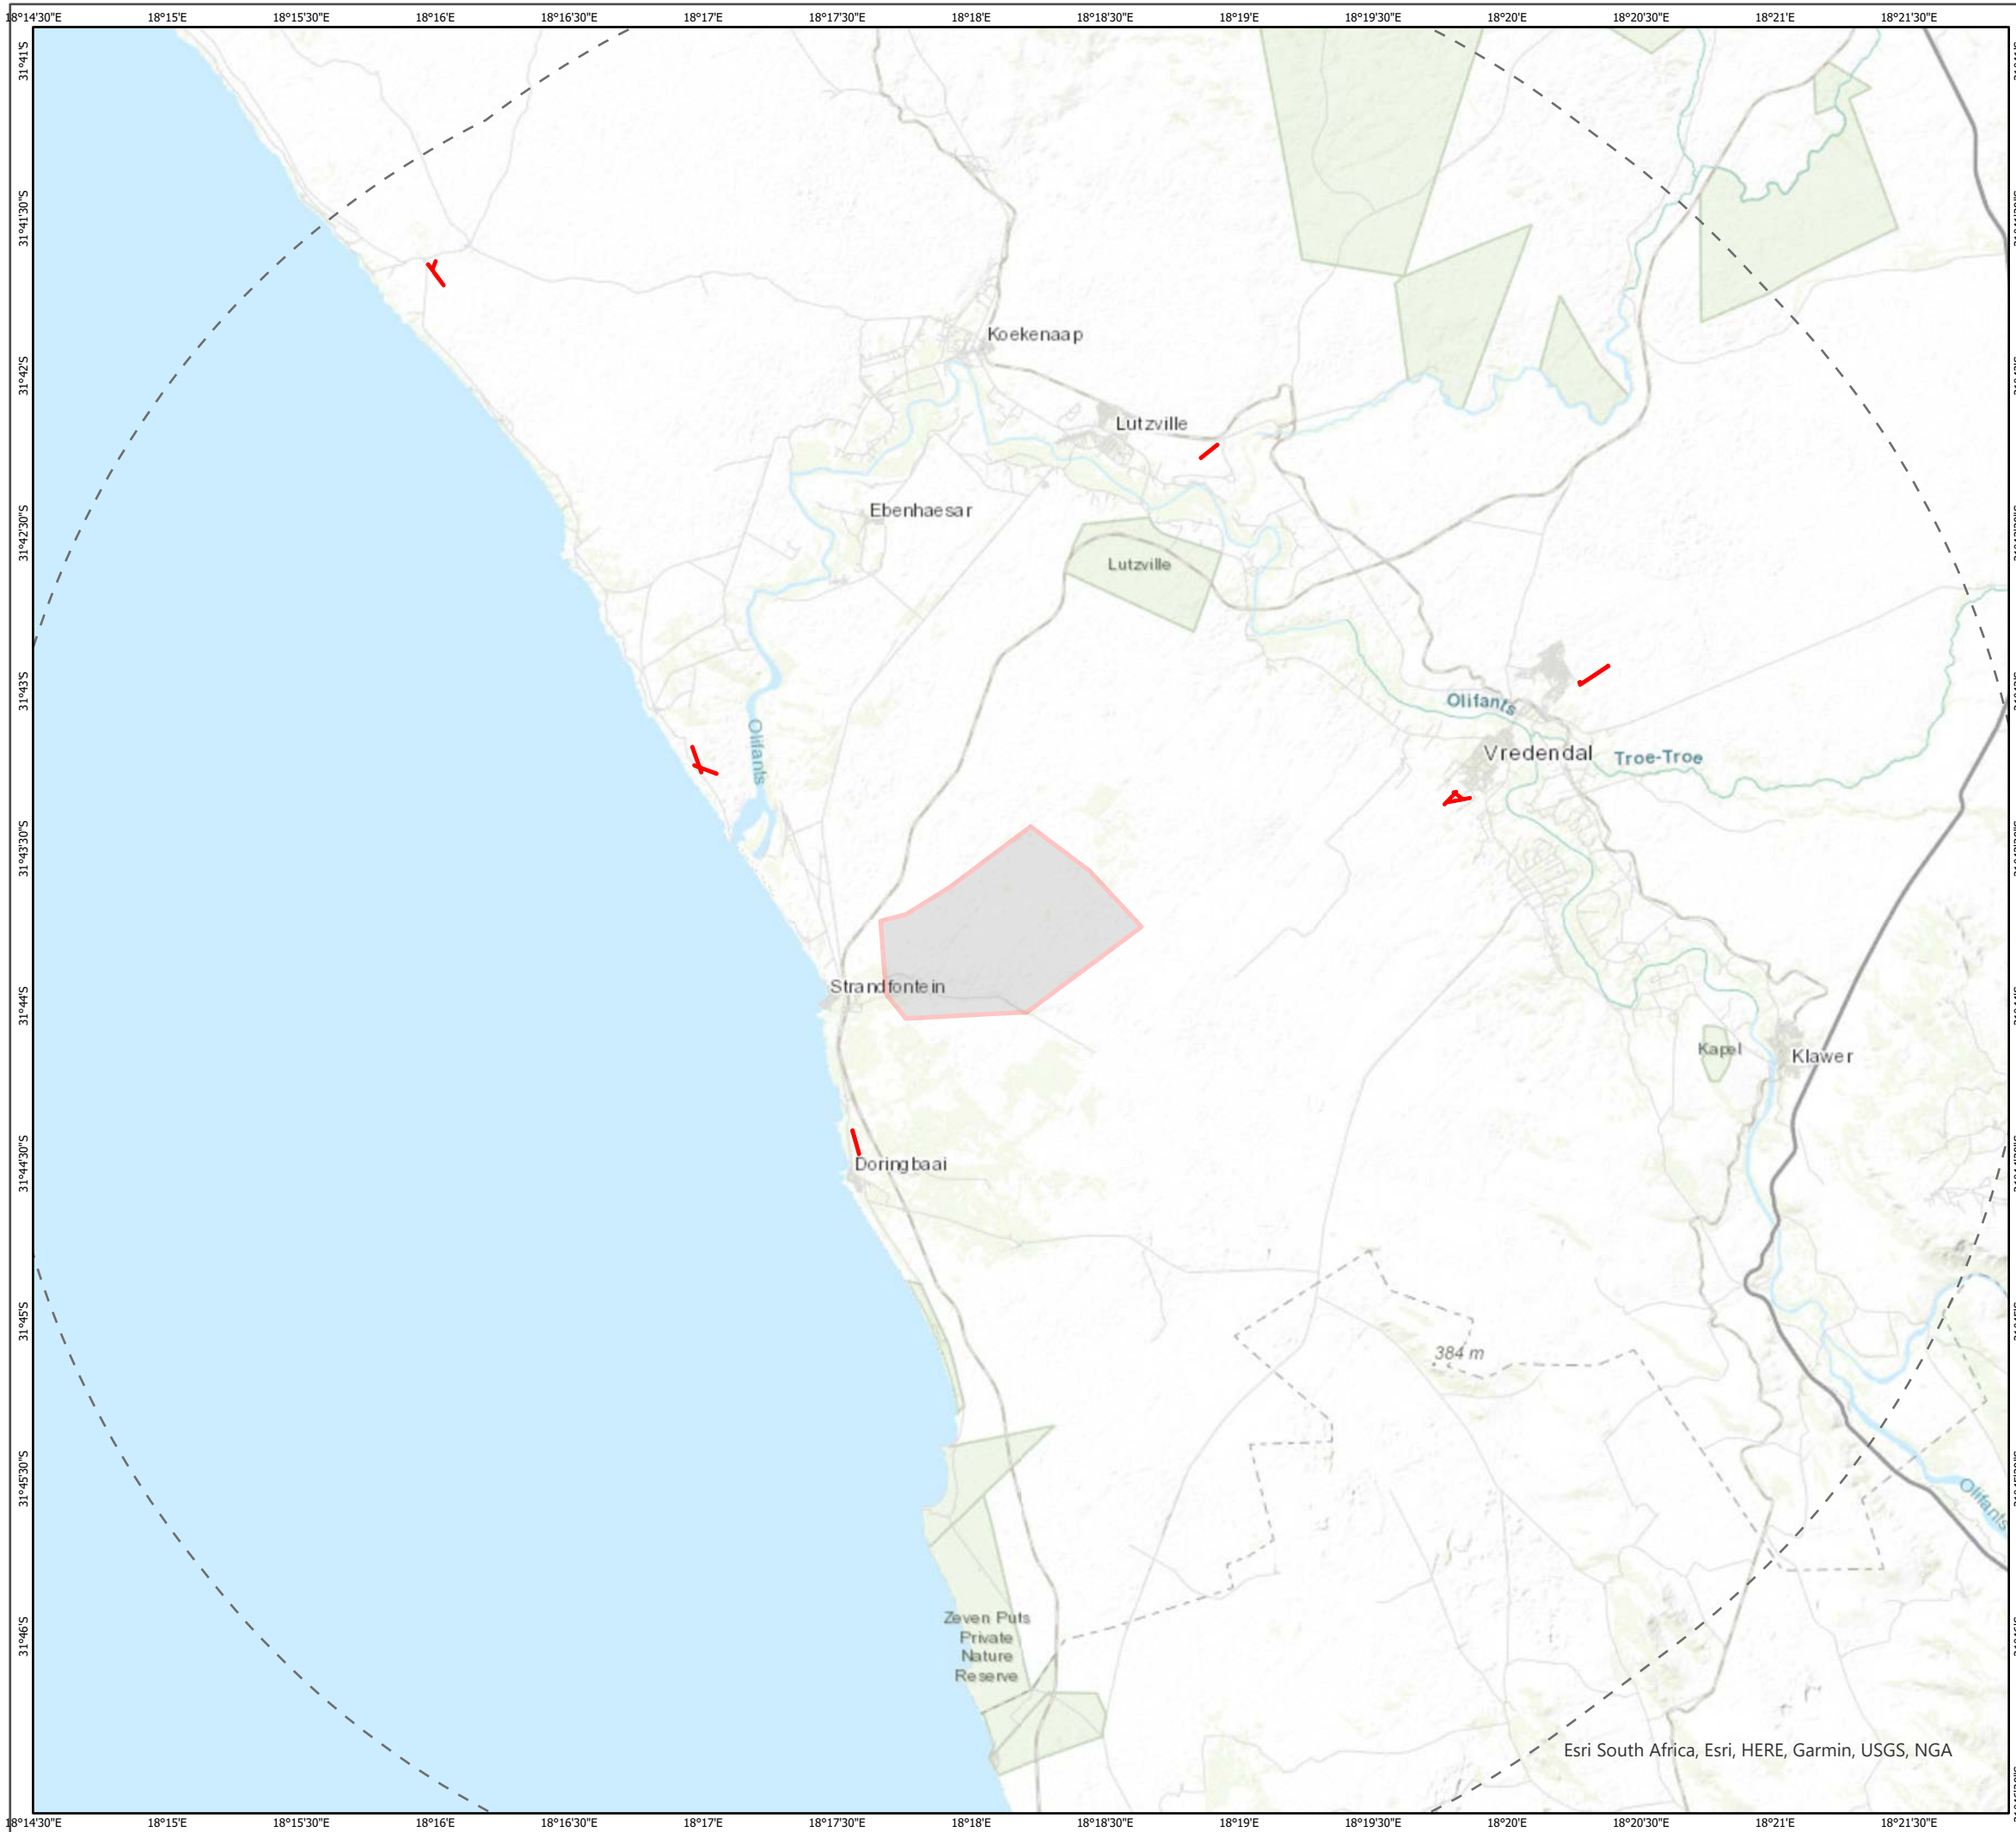 18°14'30"E 18°15'E 18°15'30"E 18°16'E 18°16'30"E 18°17'E 18°17'30"E 18°18'E 18°18'30"E 18°19'E 18°19'30"E 18°20'E 18°20'30"E 18°21'E 18°21'30"E
31°41'S
31°41'30"S
31°42'S
31°42'30"S
31°43'S
31°43'30"S
31°44'S
31°44'30"S
31°45'S
31°45'30"S
31°46'S
Koekenaap
Lutzville
Ebenhaesar
Lutzville
Olifants
Olifants
Vredendal
Troe-Troe
Strandfontein
Kapel
Klawer
Doringbaai
384 m
Olifants
Zeven Puts
Private
Nature
Reserve
Esri South Africa, Esri, HERE, Garmin, USGS, NGA
18°14'30"E 18°15'E 18°15'30"E 18°16'E 18°16'30"E 18°17'E 18°17'30"E 18°18'E 18°18'30"E 18°19'E 18°19'30"E 18°20'E 18°20'30"E 18°21'E 18°21'30"E